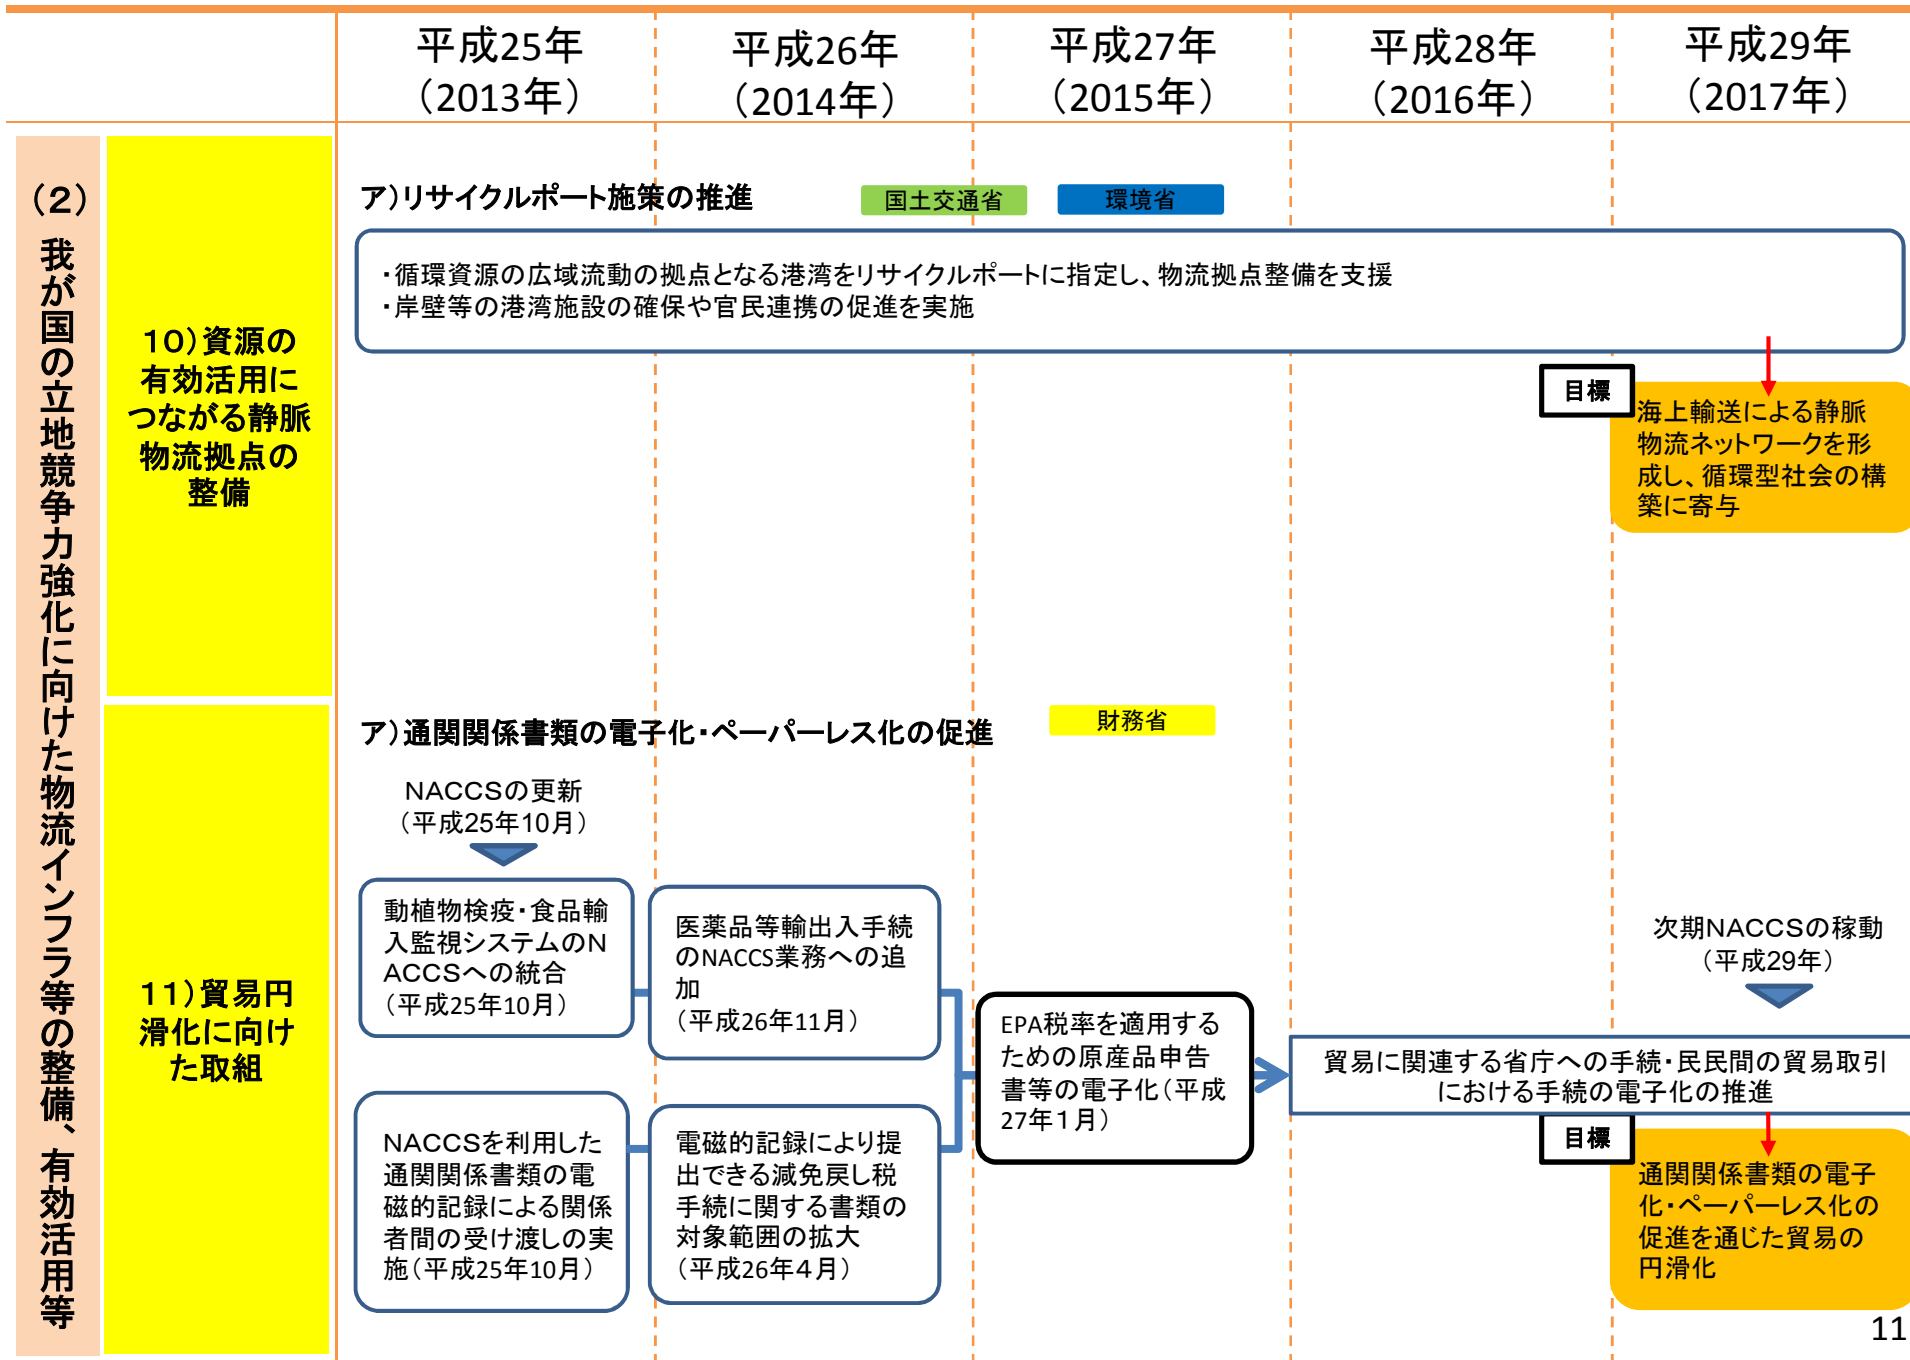 平成25年
（2013年）
平成26年
（2014年）
平成27年
（2015年）
平成28年
（2016年）
平成29年
（2017年）
（２）我が国の立地競争力強化に向けた物流インフラ等の整備、有効活用等
１０）資源の
有効活用に
つながる静脈
物流拠点の
整備
ア）リサイクルポート施策の推進
国土交通省
環境省
・循環資源の広域流動の拠点となる港湾をリサイクルポートに指定し、物流拠点整備を支援
・岸壁等の港湾施設の確保や官民連携の促進を実施
目標
海上輸送による静脈
物流ネットワークを形
成し、循環型社会の構
築に寄与
１１）貿易円
滑化に向け
た取組
ア）通関関係書類の電子化・ペーパーレス化の促進
財務省
NACCSの更新
（平成25年10月）
動植物検疫・食品輸
入監視システムのN
ACCSへの統合
（平成25年10月）
医薬品等輸出入手続
のNACCS業務への追
加
（平成26年11月）
NACCSを利用した
通関関係書類の電
磁的記録による関係
者間の受け渡しの実
施（平成25年10月）
電磁的記録により提
出できる減免戻し税
手続に関する書類の
対象範囲の拡大
（平成26年４月）
EPA税率を適用する
ための原産品申告
書等の電子化（平成
27年１月）
次期NACCSの稼動
（平成29年）
貿易に関連する省庁への手続・民民間の貿易取引
における手続の電子化の推進
目標
通関関係書類の電子
化・ペーパーレス化の
促進を通じた貿易の
円滑化
11